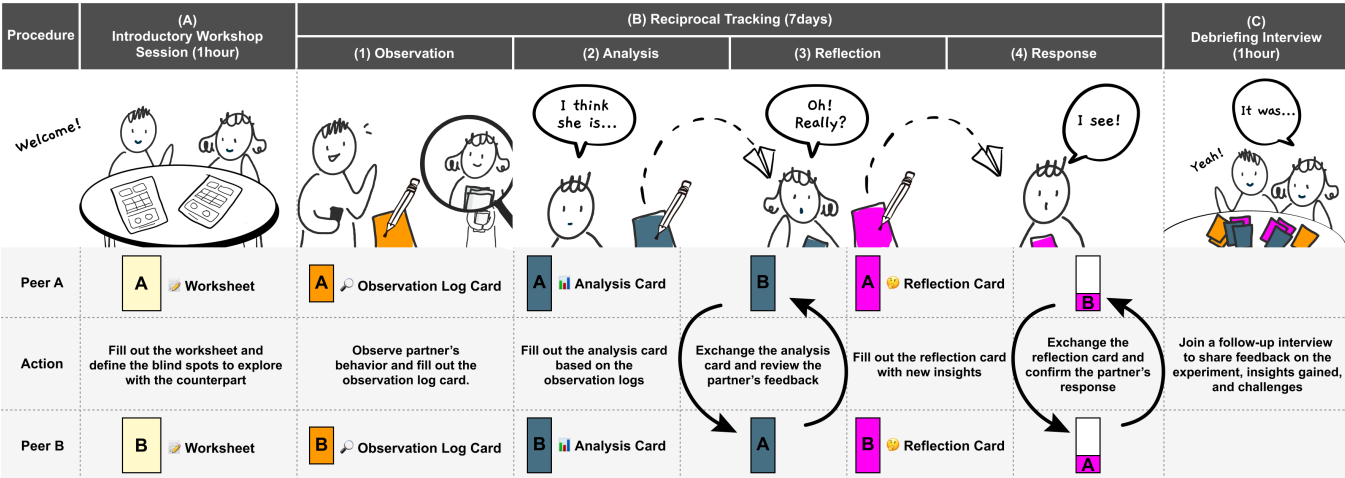 Procedure
(A)
Introductory Workshop
Session (1hour)
(B) Reciprocal Tracking (7days)
(1) Observation
(2) Analysis
(3) Reflection
(4) Response
(C)
Debriefing Interview
(1hour)
Welcome!
I think
she is...
Oh!
Really?
I see!
It was...
Yeah!
Peer A
A
Worksheet
A
Observation Log Card
A
Analysis Card
B
A
Reflection Card
B
Action
Fill out the worksheet and
define the blind spots to explore
with the counterpart
Observe partner's
behavior and fill out the
observation log card.
Fill out the analysis card
based on the
observation logs
Exchange the analysis
card and review the
partner's feedback
Fill out the reflection card
with new insights
Exchange the
reflection card and
confirm the partner's
response
Join a follow-up interview
to share feedback on the
experiment, insights gained,
and challenges
Peer B
B
Worksheet
B
Observation Log Card
B
Analysis Card
A
B
Reflection Card
A